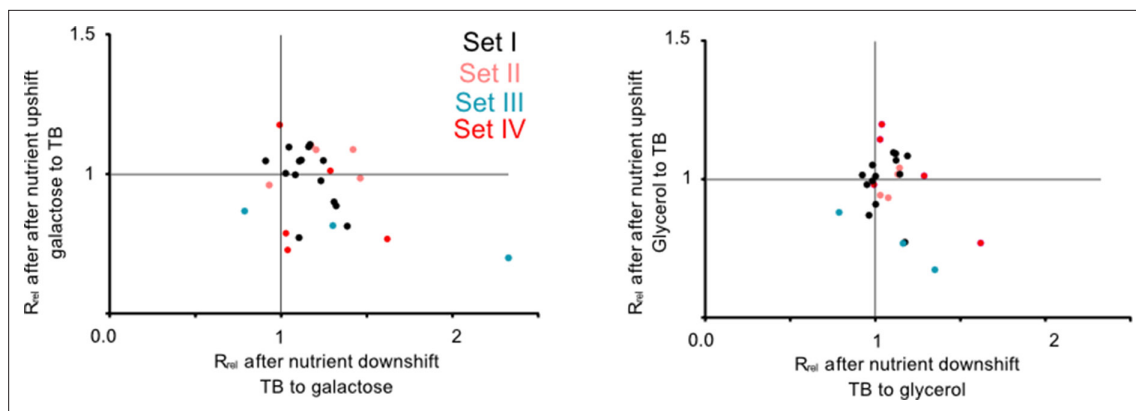 1.5
1
Rrel after after nutrient upshift
galactose to TB
Set I
Set II
Set III
Set IV
0.0
1
2
Rrel after nutrient downshift
TB to galactose
1.5
1
Rrel after after nutrient upshift
Glycerol to TB
0.0
1
2
Rrel after nutrient downshift
TB to glycerol